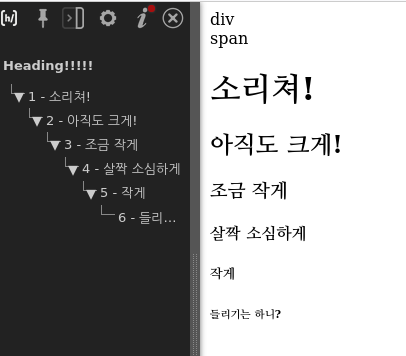 [h]
Heading!!!!!
1 - 소리쳐!
2 - 아직도 크게!
3 - 조금 작게
4 - 살짝 소심하게
5 - 작게
6 - 들리...
div
span
소리쳐!
아직도 크게!
조금 작게
살짝 소심하게
작게
들리기는 하니?